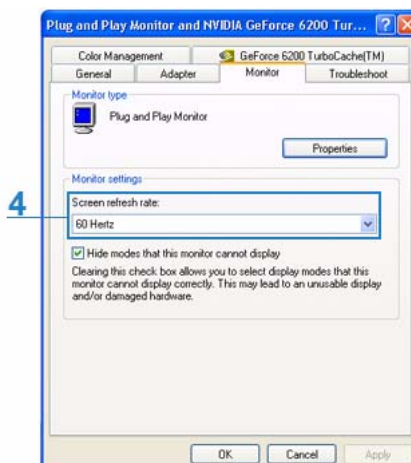 Plug and Play Monitor and NVIDIA GeForce 6200 Tur...
Color Management
GeForce 6200 TurboCache(TM)
General
Adapter
Monitor
Troubleshoot
Monitor type
Plug and Play Monitor
Properties
Monitor settings
4
Screen refresh rate:
60 Hertz
Hide modes that this monitor cannot display
Clearing this check box allows you to select display modes that this
monitor cannot display correctly. This may lead to an unusable display
and/or damaged hardware.
OK
Cancel
Apply